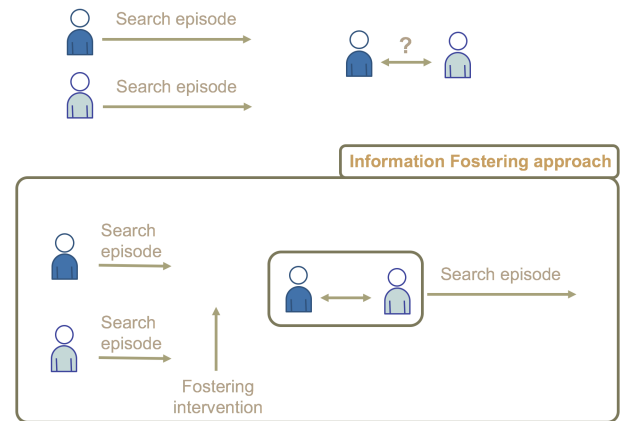 Search episode
?
Search episode
Information Fostering approach
Search
episode
Search episode
Search
episode
Fostering
intervention